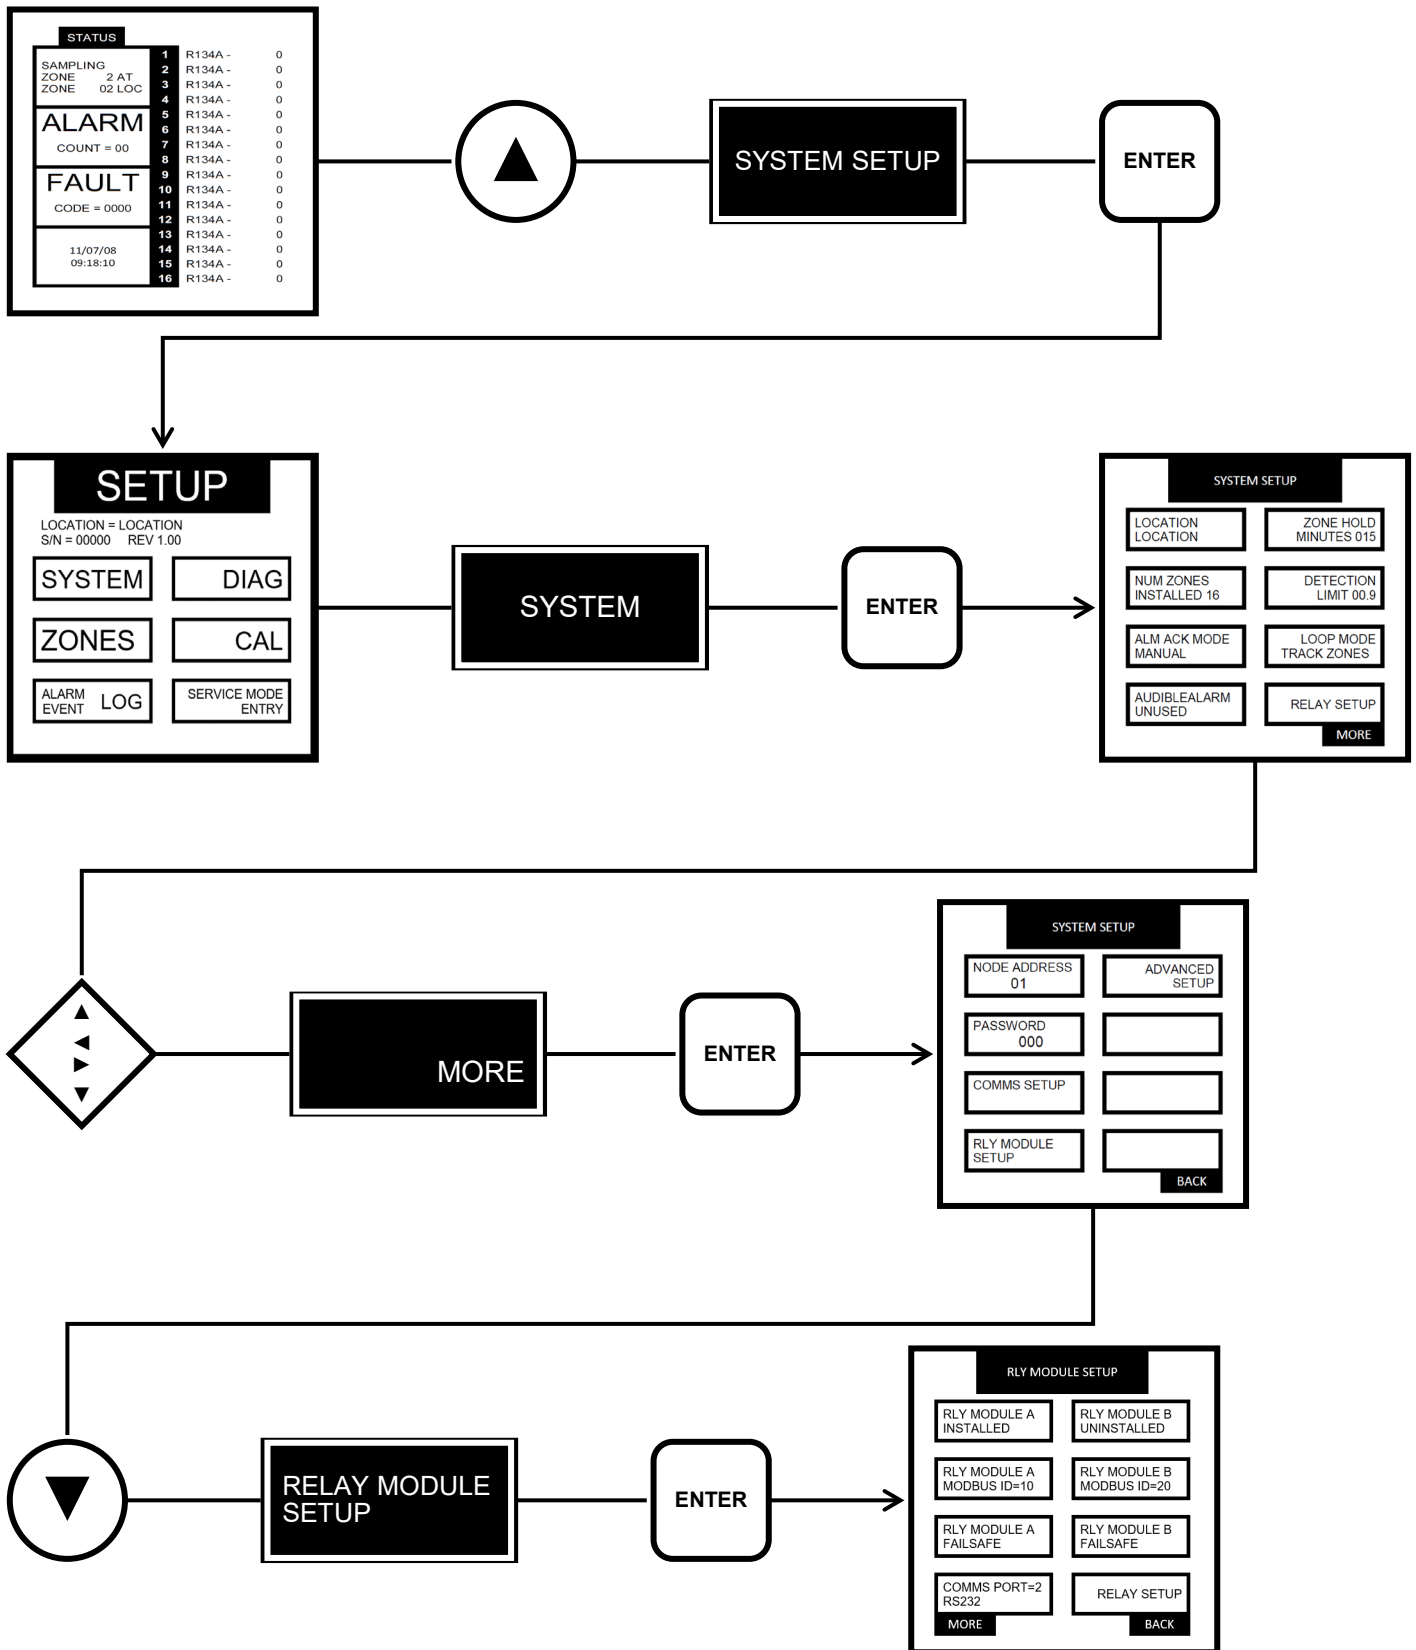 STATUS
SAMPLING
ZONE 2 AT
ZONE 02 LOC
ALARM
COUNT = 00
FAULT
CODE = 0000
11/07/08
09:18:10
1 R134A - 0
2 R134A - 0
3 R134A - 0
4 R134A - 0
5 R134A - 0
6 R134A - 0
7 R134A - 0
8 R134A - 0
9 R134A - 0
10 R134A - 0
11 R134A - 0
12 R134A - 0
13 R134A - 0
14 R134A - 0
15 R134A - 0
16 R134A - 0
SYSTEM SETUP
ENTER
SETUP
LOCATION = LOCATION
S/N = 00000 REV 1.00
SYSTEM
DIAG
ZONES
CAL
ALARM
EVENT
LOG
SERVICE MODE
ENTRY
SYSTEM
ENTER
SYSTEM SETUP
LOCATION
LOCATION
ZONE HOLD
MINUTES 015
NUM ZONES
INSTALLED 16
DETECTION
LIMIT 00.9
ALM ACK MODE
MANUAL
LOOP MODE
TRACK ZONES
AUDIBLEALARM
UNUSED
RELAY SETUP
MORE
MORE
ENTER
SYSTEM SETUP
NODE ADDRESS
01
ADVANCED
SETUP
PASSWORD
000
COMMS SETUP
RLY MODULE
SETUP
BACK
RELAY MODULE
SETUP
ENTER
RLY MODULE SETUP
RLY MODULE A
INSTALLED
RLY MODULE B
UNINSTALLED
RLY MODULE A
MODBUS ID=10
RLY MODULE B
MODBUS ID=20
RLY MODULE A
FAILSAFE
RLY MODULE B
FAILSAFE
COMMS PORT=2
RS232
RELAY SETUP
MORE
BACK